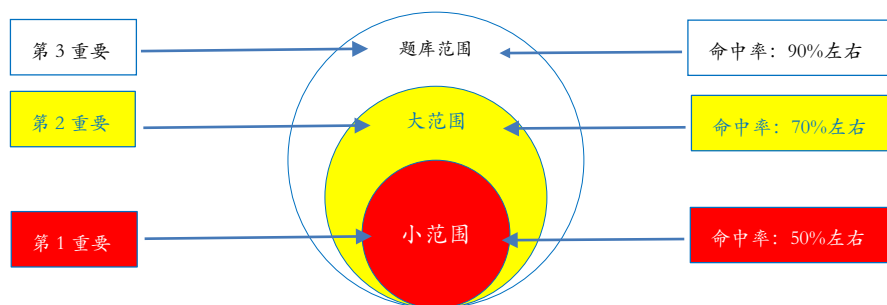 第 3 重要
题库范围
命中率：90%左右
第 2 重要
大范围
命中率：70%左右
第 1 重要
小范围
命中率：50%左右